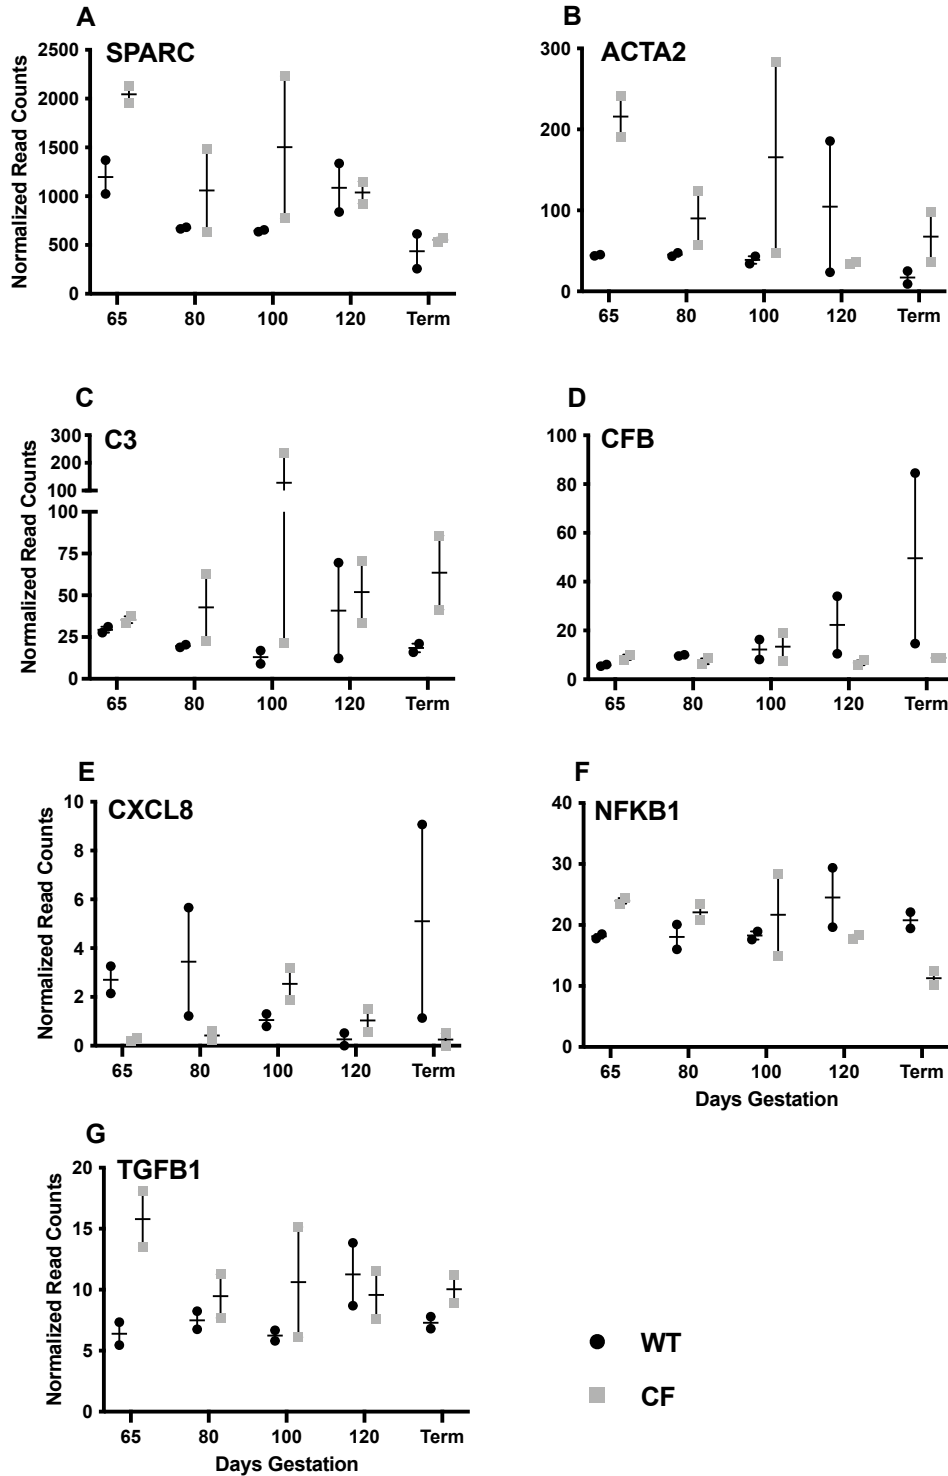 A
SPARC
Normalized Read Counts
2500
2000
1500
1000
500
0
65 80 100 120 Term
B
ACTA2
300
200
100
0
65 80 100 120 Term
C
C3
Normalized Read Counts
300
200
100
100
75
50
25
0
65 80 100 120 Term
D
CFB
100
80
60
40
20
0
65 80 100 120 Term
E
CXCL8
Normalized Read Counts
10
8
6
4
2
0
65 80 100 120 Term
F
NFKB1
40
30
20
10
0
65 80 100 120 Term
Days Gestation
G
TGFB1
Normalized Read Counts
20
15
10
5
0
65 80 100 120 Term
Days Gestation
WT
CF